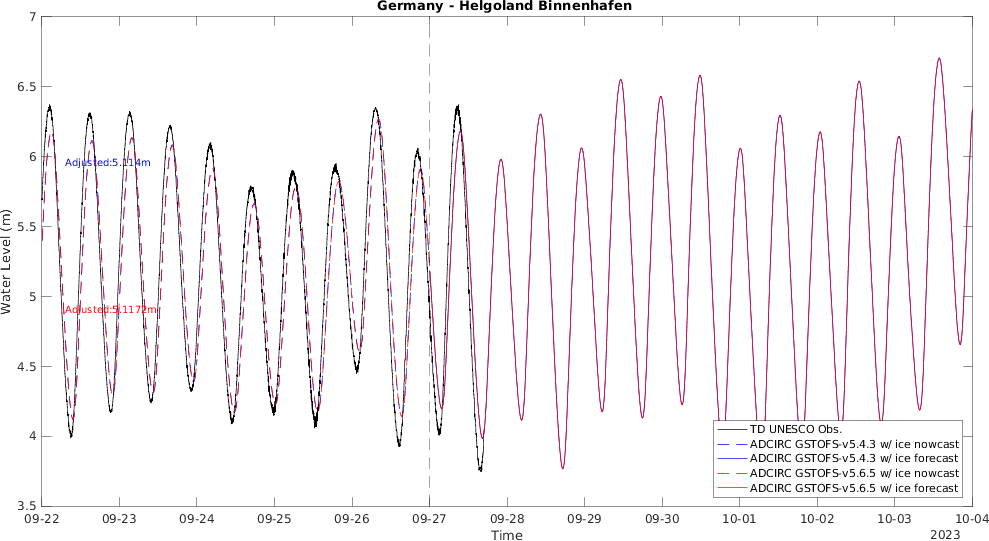 Germany - Helgoland Binnenhafen
7
6.5
6
5.5
5
4.5
4
3.5
Water Level (m)
Adjusted:5.114m
Adjusted:5.1172m
TD UNESCO Obs.
ADCIRC GSTOFS-v5.4.3 w/ ice nowcast
ADCIRC GSTOFS-v5.4.3 w/ ice forecast
ADCIRC GSTOFS-v5.6.5 w/ ice nowcast
ADCIRC GSTOFS-v5.6.5 w/ ice forecast
09-22 09-23 09-24 09-25 09-26 09-27 09-28 09-29 09-30 10-01 10-02 10-03 10-04
Time
2023